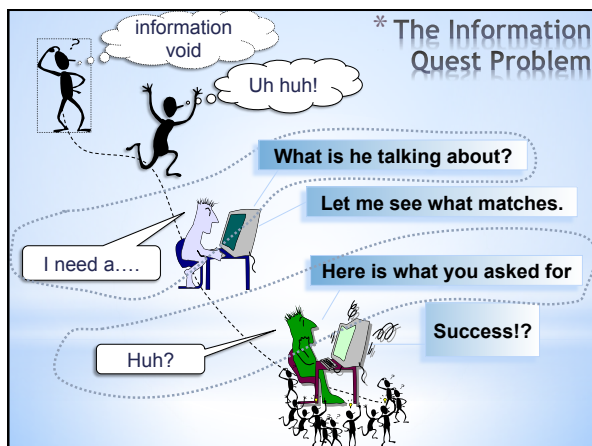 * The Information
Quest Problem
information
void
?
Uh huh!
What is he talking about?
Let me see what matches.
I need a….
Here is what you asked for
Success!?
Huh?